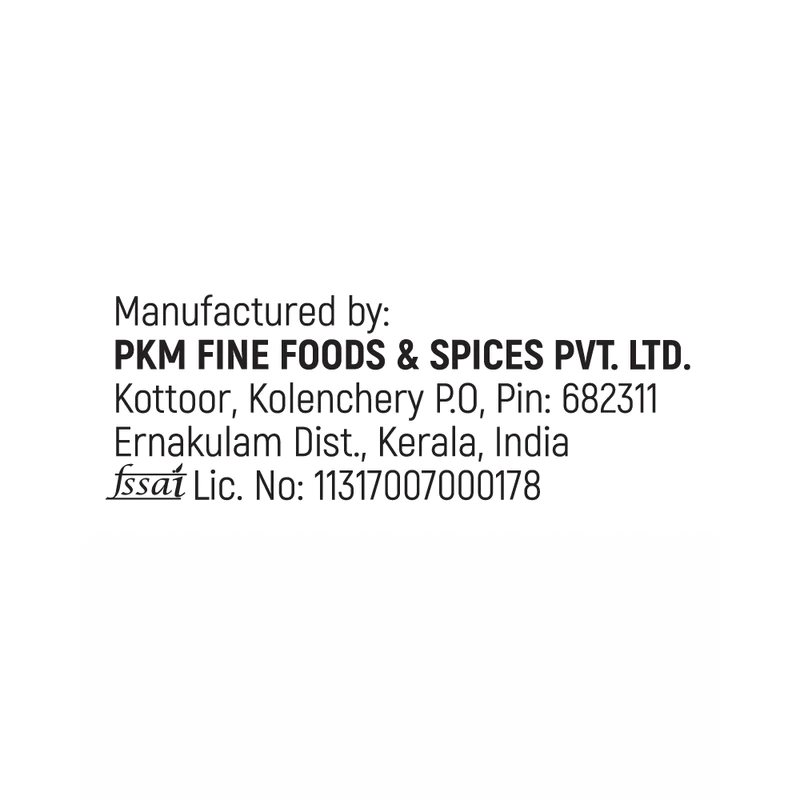 Manufactured by:
PKM FINE FOODS & SPICES PVT. LTD.
Kottoor, Kolenchery P.O, Pin: 682311
Ernakulam Dist., Kerala, India
fssai Lic. No: 11317007000178